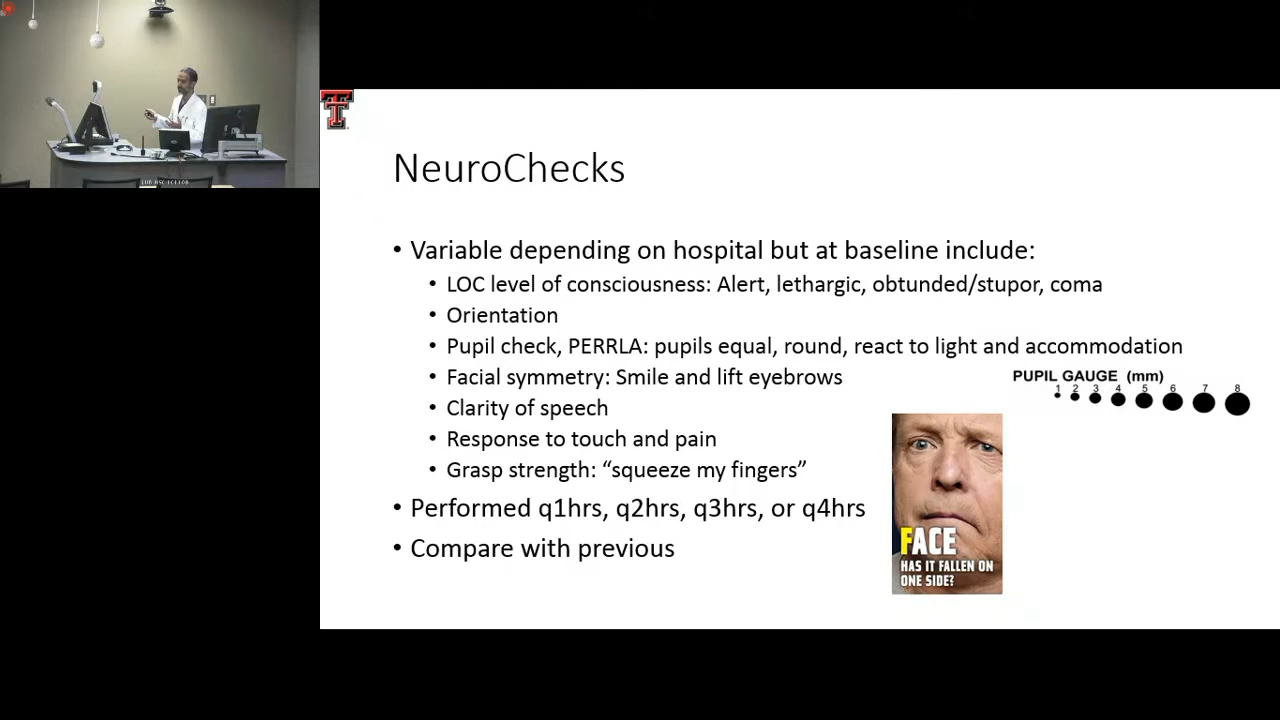 NeuroChecks
• Variable depending on hospital but at baseline include:
• LOC level of consciousness: Alert, lethargic, obtunded/stupor, coma
• Orientation
• Pupil check, PERRLA: pupils equal, round, react to light and accommodation
• Facial symmetry: Smile and lift eyebrows
PUPIL GAUGE (mm)
1 2 3 4 5 6 7 8
• Clarity of speech
• Response to touch and pain
• Grasp strength: “squeeze my fingers”
• Performed q1hrs, q2hrs, q3hrs, or q4hrs
• Compare with previous
FACE
HAS IT FALLEN ON
ONE SIDE?